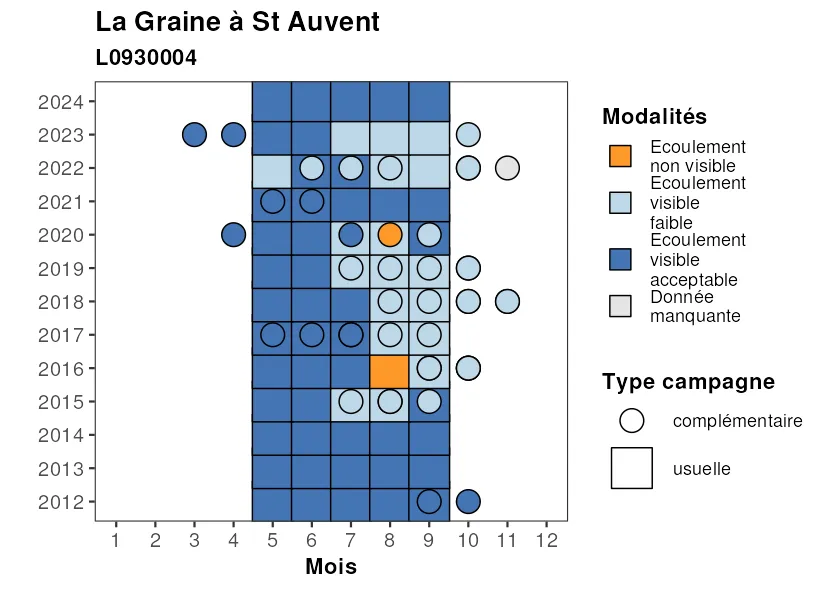 La Graine à St Auvent
L0930004
2024
2023
2022
2021
2020
2019
2018
2017
2016
2015
2014
2013
2012
1 2 3 4 5 6 7 8 9 10 11 12
Mois
Modalités
Ecoulement
non visible
Ecoulement
visible
faible
Ecoulement
visible
acceptable
Donnée
manquante
Type campagne
complémentaire
usuelle